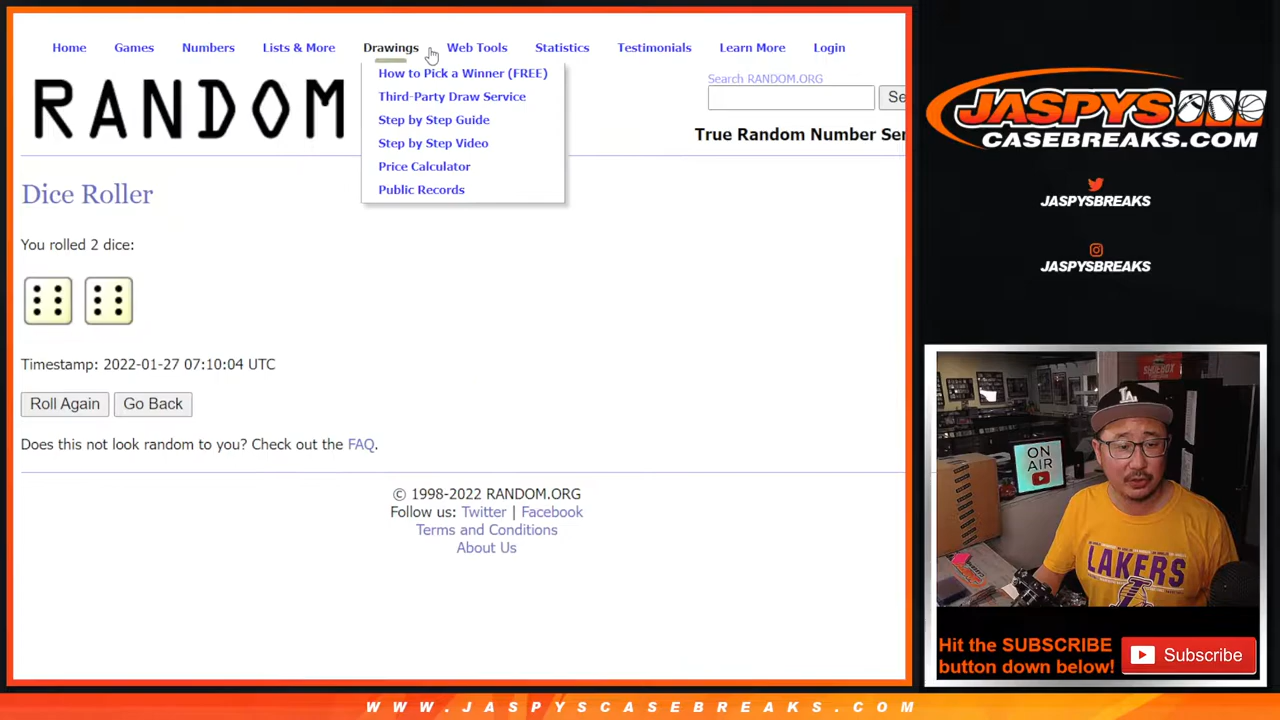 Home Games Numbers Lists & More Drawings Web Tools Statistics Testimonials Learn More Login
How to Pick a Winner (FREE)
Third-Party Draw Service
Step by Step Guide
Step by Step Video
Price Calculator
Public Records
RANDOM
Search RANDOM.ORG
Se
True Random Number Ser
Dice Roller
You rolled 2 dice:
Timestamp: 2022-01-27 07:10:04 UTC
Roll Again Go Back
Does this not look random to you? Check out the FAQ.
© 1998-2022 RANDOM.ORG
Follow us: Twitter | Facebook
Terms and Conditions
About Us
JASPYS
CASEBREAKS.COM
JASPYSBREAKS
JASPYSBREAKS
ON
AIR
LA
LAKERS
Hit the SUBSCRIBE
button down below!
Subscribe
WWW.JASPYSCASEBREAKS.COM